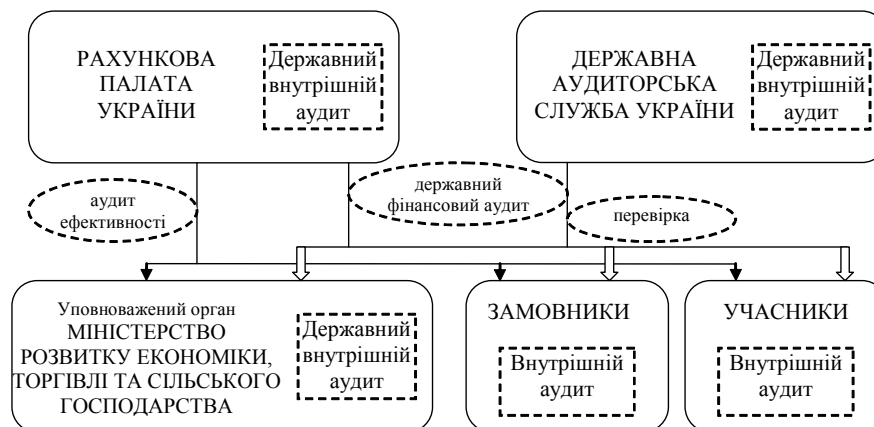 РАХУНКОВА
ПАЛАТА
УКРАЇНИ
Державний
внутрішній
аудит
ДЕРЖАВНА
АУДИТОРСЬКА
СЛУЖБА УКРАЇНИ
Державний
внутрішній
аудит
аудит
ефективності
державний
фінансовий аудит
перевірка
Уповноважений орган
МІНІСТЕРСТВО
РОЗВИТКУ ЕКОНОМІКИ,
ТОРГІВЛІ ТА СІЛЬСЬКОГО
ГОСПОДАРСТВА
Державний
внутрішній
аудит
ЗАМОВНИКИ
Внутрішній
аудит
УЧАСНИКИ
Внутрішній
аудит